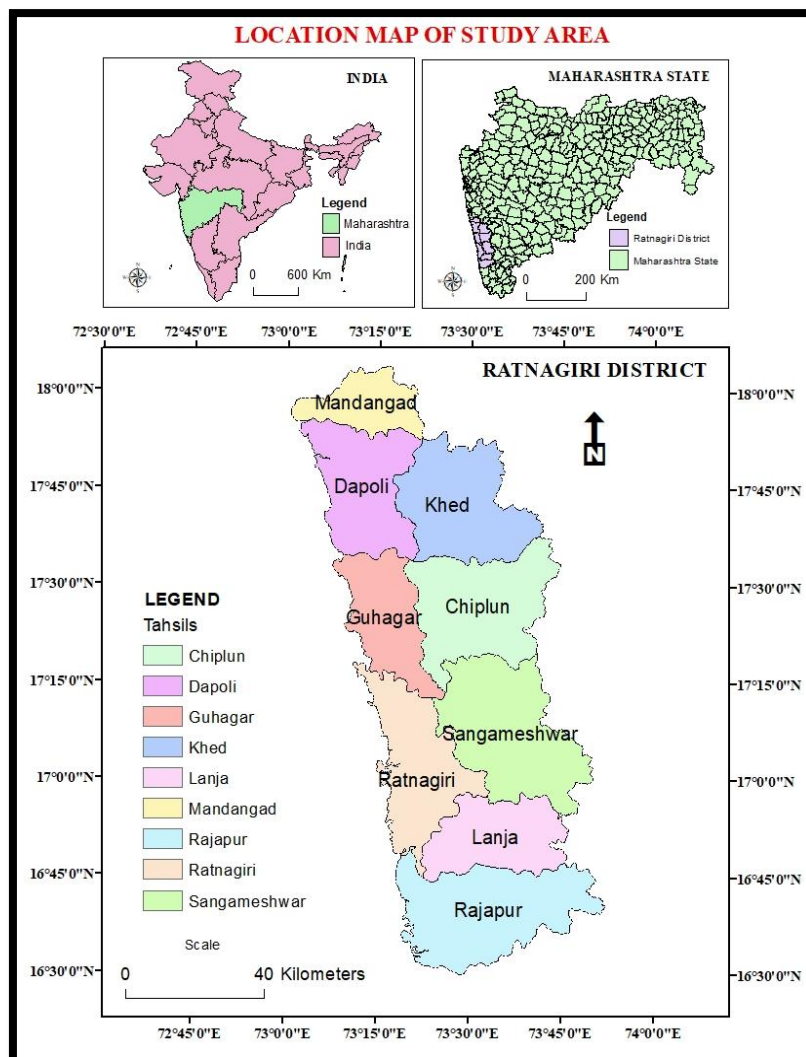 LOCATION MAP OF STUDY AREA
INDIA
Legend
Maharashtra
India
0 600 Km
MAHARASHTRA STATE
Legend
Ratnagiri District
Maharashtra State
0 200 Km
72°30'0"E 72°45'0"E 73°0'0"E 73°15'0"E 73°30'0"E 73°45'0"E 74°0'0"E
RATNAGIRI DISTRICT
18°0'0"N 18°0'0"N
Mandangad
N
17°45'0"N 17°45'0"N
Dapoli
Khed
17°30'0"N 17°30'0"N
Chiplun
Guhagar
17°15'0"N 17°15'0"N
Sangameshwar
17°0'0"N 17°0'0"N
Ratnagiri
Lanja
16°45'0"N 16°45'0"N
Rajapur
16°30'0"N 16°30'0"N
LEGEND
Tahsils
Chiplun
Dapoli
Guhagar
Khed
Lanja
Mandangad
Rajapur
Ratnagiri
Sangameshwar
Scale
0 40 Kilometers
72°45'0"E 73°0'0"E 73°15'0"E 73°30'0"E 73°45'0"E 74°0'0"E